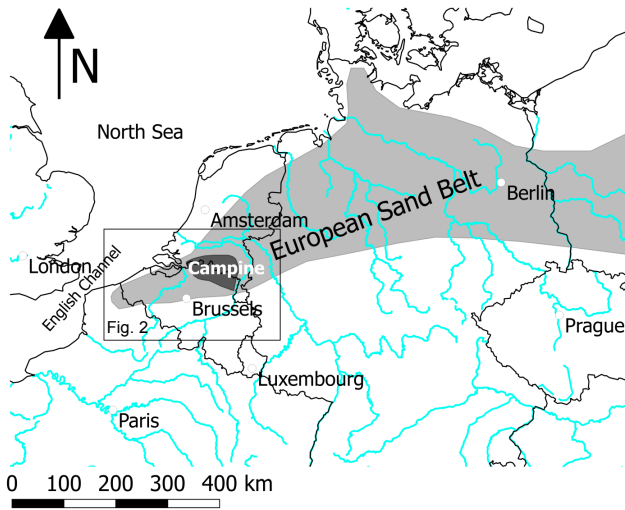 N
North Sea
European Sand Belt
Berlin
Amsterdam
London
English Channel
Campine
Brussels
Fig. 2
Prague
Luxembourg
Paris
0 100 200 300 400 km